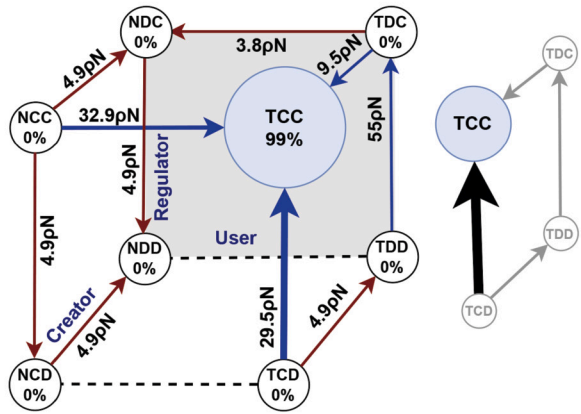 NDC
0%
TDC
0%
3.8ρN
9.5ρN
4.9ρN
NCC
0%
32.9ρN
TCC
99%
55ρN
4.9ρN
Regulator
4.9ρN
User
NDD
0%
TDD
0%
Creator
4.9ρN
29.5ρN
4.9ρN
NCD
0%
TCD
0%
TDC
TCC
TDD
TCD